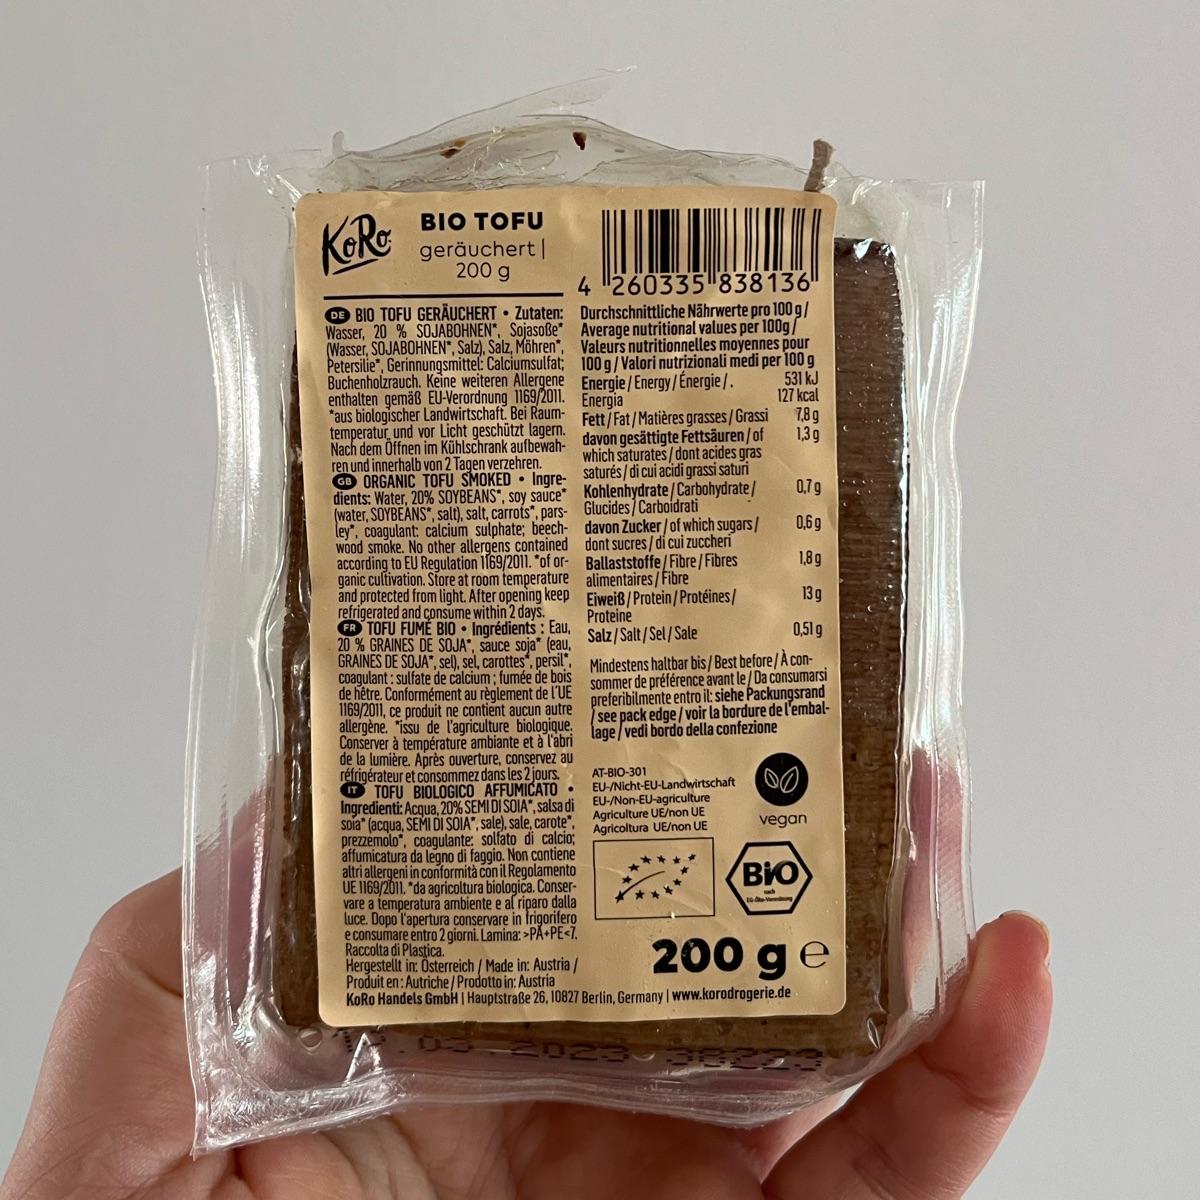 KoRo
BIO TOFU
geräuchert |
200 g
4 260335 838136
DE BIO TOFU GERÄUCHERT • Zutaten:
Wasser, 20 % SOJABOHNEN*, Sojasoße*
(Wasser, SOJABOHNEN*, Salz), Salz, Möhren*,
Petersilie*, Gerinnungsmittel: Calciumsulfat;
Buchenholzrauch. Keine weiteren Allergene
enthalten gemäß EU-Verordnung 1169/2011.
*aus biologischer Landwirtschaft. Bei Raum-
temperatur und vor Licht geschützt lagern.
Nach dem Öffnen im Kühlschrank aufbewah-
ren und innerhalb von 2 Tagen verzehren.
GB ORGANIC TOFU SMOKED • Ingre-
dients: Water, 20% SOYBEANS*, soy sauce*
(water, SOYBEANS*, salt), salt, carrots*, pars-
ley*, coagulant: calcium sulphate; beech-
wood smoke. No other allergens contained
according to EU Regulation 1169/2011. *of or-
ganic cultivation. Store at room temperature
and protected from light. After opening keep
refrigerated and consume within 2 days.
FR TOFU FUMÉ BIO • Ingrédients : Eau,
20 % GRAINES DE SOJA*, sauce soja* (eau,
GRAINES DE SOJA*, sel), sel, carottes*, persil*,
coagulant : sulfate de calcium ; fumée de bois
de hêtre. Conformément au règlement de l'UE
1169/2011, ce produit ne contient aucun autre
allergène. *issu de l'agriculture biologique.
Conserver à température ambiante et à l'abri
de la lumière. Après ouverture, conservez au
réfrigérateur et consommez dans les 2 jours.
IT TOFU BIOLOGICO AFFUMICATO •
Ingredienti: Acqua, 20% SEMI DI SOIA*, salsa di
soia* (acqua, SEMI DI SOIA*, sale), sale, carote*,
prezzemolo*, coagulante: solfato di calcio;
affumicatura da legno di faggio. Non contiene
altri allergeni in conformità con il Regolamento
UE 1169/2011. *da agricoltura biologica. Conser-
vare a temperatura ambiente e al riparo dalla
luce. Dopo l'apertura conservare in frigorifero
e consumare entro 2 giorni. Lamina: >PA+PE<7.
Raccolta di Plastica.
Hergestellt in: Österreich / Made in: Austria /
Produit en : Autriche / Prodotto in: Austria
KoRo Handels GmbH | Hauptstraße 26, 10827 Berlin, Germany | www.korodrogerie.de
Durchschnittliche Nährwerte pro 100 g /
Average nutritional values per 100g /
Valeurs nutritionnelles moyennes pour
100 g / Valori nutrizionali medi per 100 g
Energie / Energy / Énergie / . 531 kJ
Energia 127 kcal
Fett / Fat / Matières grasses / Grassi 7,8 g
davon gesättigte Fettsäuren / of 1,3 g
which saturates / dont acides gras
saturés / di cui acidi grassi saturi
Kohlenhydrate / Carbohydrate / 0,7 g
Glucides / Carboidrati
davon Zucker / of which sugars / 0,6 g
dont sucres / di cui zuccheri
Ballaststoffe / Fibre / Fibres 1,8 g
alimentaires / Fibre
Eiweiß / Protein / Protéines / 13 g
Proteine
Salz / Salt / Sel / Sale 0,51 g
Mindestens haltbar bis / Best before / À con-
sommer de préférence avant le / Da consumarsi
preferibilmente entro il: siehe Packungsrand
/ see pack edge / voir la bordure de l'embal-
lage / vedi bordo della confezione
AT-BIO-301
EU-/Nicht-EU-Landwirtschaft
EU-/Non-EU-agriculture
Agriculture UE/non UE
Agricoltura UE/non UE
vegan
Bio
nach
EG-Öko-Verordnung
200 g e
.03.2023 38223